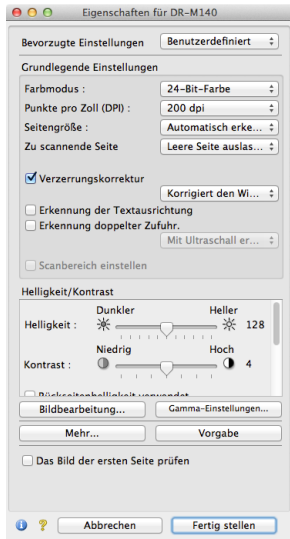 Eigenschaften für DR-M140
Bevorzugte Einstellungen Benutzerdefiniert
Grundlegende Einstellungen
Farbmodus : 24-Bit-Farbe
Punkte pro Zoll (DPI) : 200 dpi
Seitengröße : Automatisch erke...
Zu scannende Seite Leere Seite auslas...
Verzerrungskorrektur
Korrigiert den Wi...
Erkennung der Textausrichtung
Erkennung doppelter Zufuhr.
Mit Ultraschall er...
Scanbereich einstellen
Helligkeit/Kontrast
Dunkler Heller
Helligkeit : 128
Niedrig Hoch
Kontrast : 4
Rückseitenhelligkeit verwendet
Bildbearbeitung... Gamma-Einstellungen...
Mehr... Vorgabe
Das Bild der ersten Seite prüfen
? Abbrechen Fertig stellen